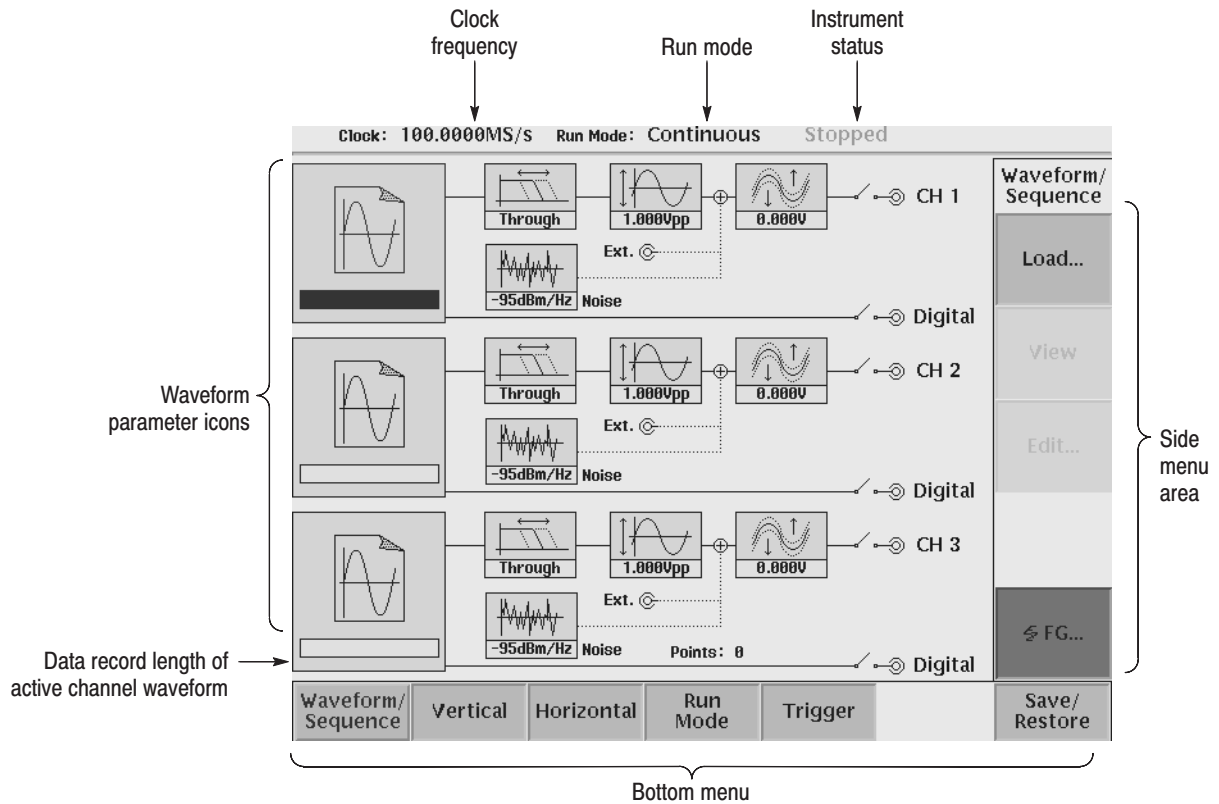 Clock
frequency
Run mode
Instrument
status
Clock: 100.0000MS/s Run Mode: Continuous Stopped
Waveform
parameter icons
Through
1.000Vpp
0.000V
CH 1
Ext.
-95dBm/Hz Noise
Digital
Through
1.000Vpp
0.000V
CH 2
Ext.
-95dBm/Hz Noise
Digital
Through
1.000Vpp
0.000V
CH 3
Ext.
-95dBm/Hz Noise
Points: 0
Digital
Waveform/
Sequence
Load...
View
Edit...
FG...
Side
menu
area
Data record length of
active channel waveform
Waveform/
Sequence
Vertical
Horizontal
Run
Mode
Trigger
Save/
Restore
Bottom menu